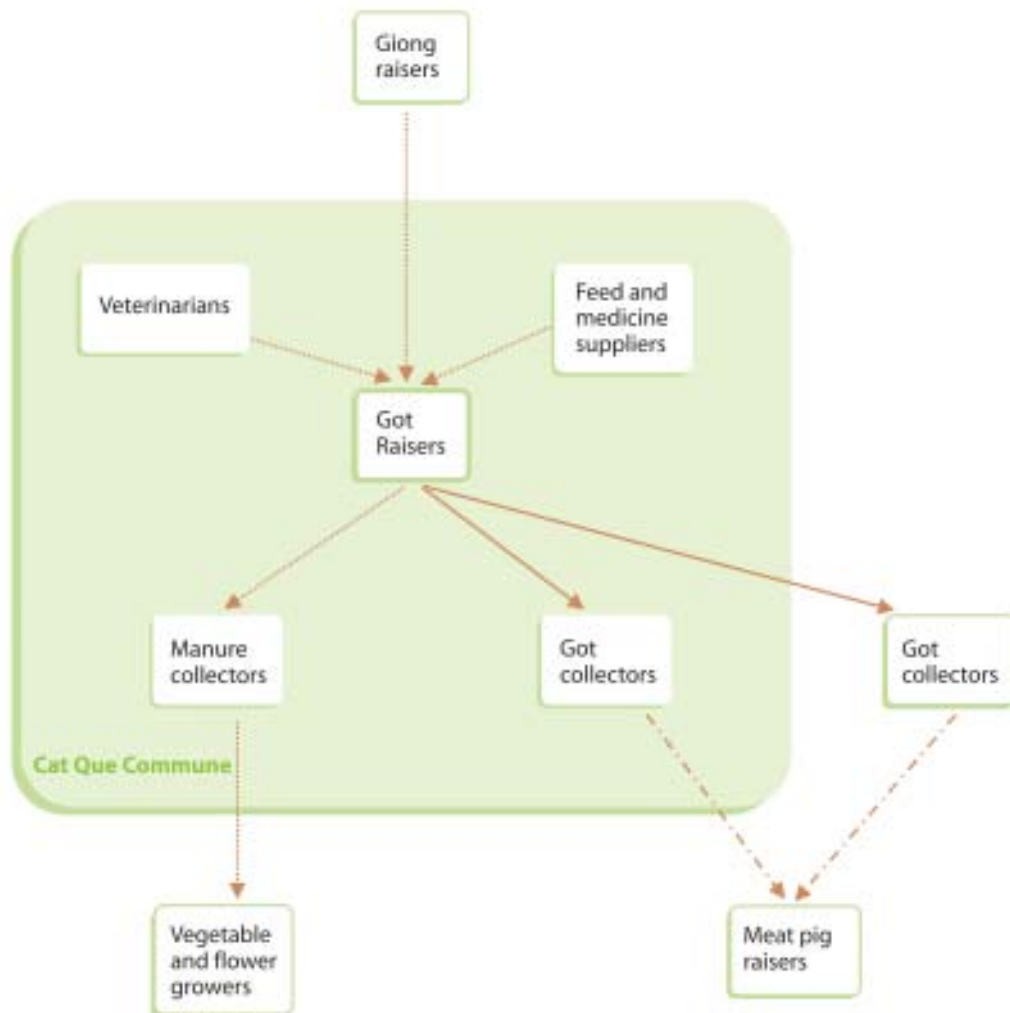 Giong
raisers
Veterinarians
Feed and
medicine
suppliers
Got
Raisers
Manure
collectors
Got
collectors
Got
collectors
Cat Que Commune
Vegetable
and flower
growers
Meat pig
raisers